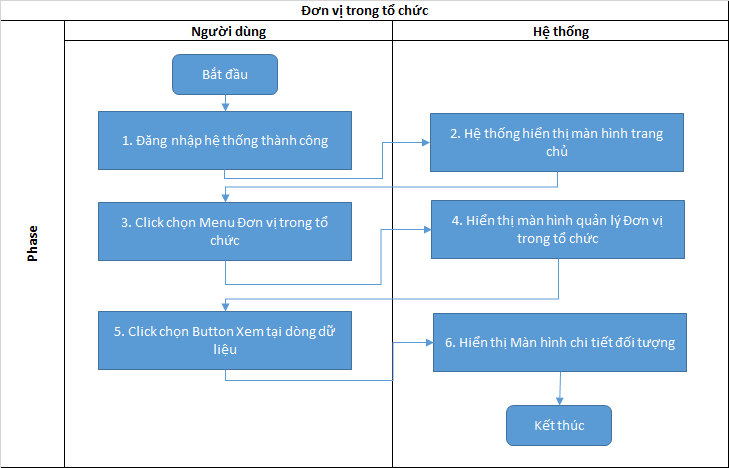 Đơn vị trong tổ chức
Người dùng
Hệ thống
Phase
Bắt đầu
1. Đăng nhập hệ thống thành công
2. Hệ thống hiển thị màn hình trang
chủ
3. Click chọn Menu Đơn vị trong tổ
chức
4. Hiển thị màn hình quản lý Đơn vị
trong tổ chức
5. Click chọn Button Xem tại dòng dữ
liệu
6. Hiển thị Màn hình chi tiết đối tượng
Kết thúc